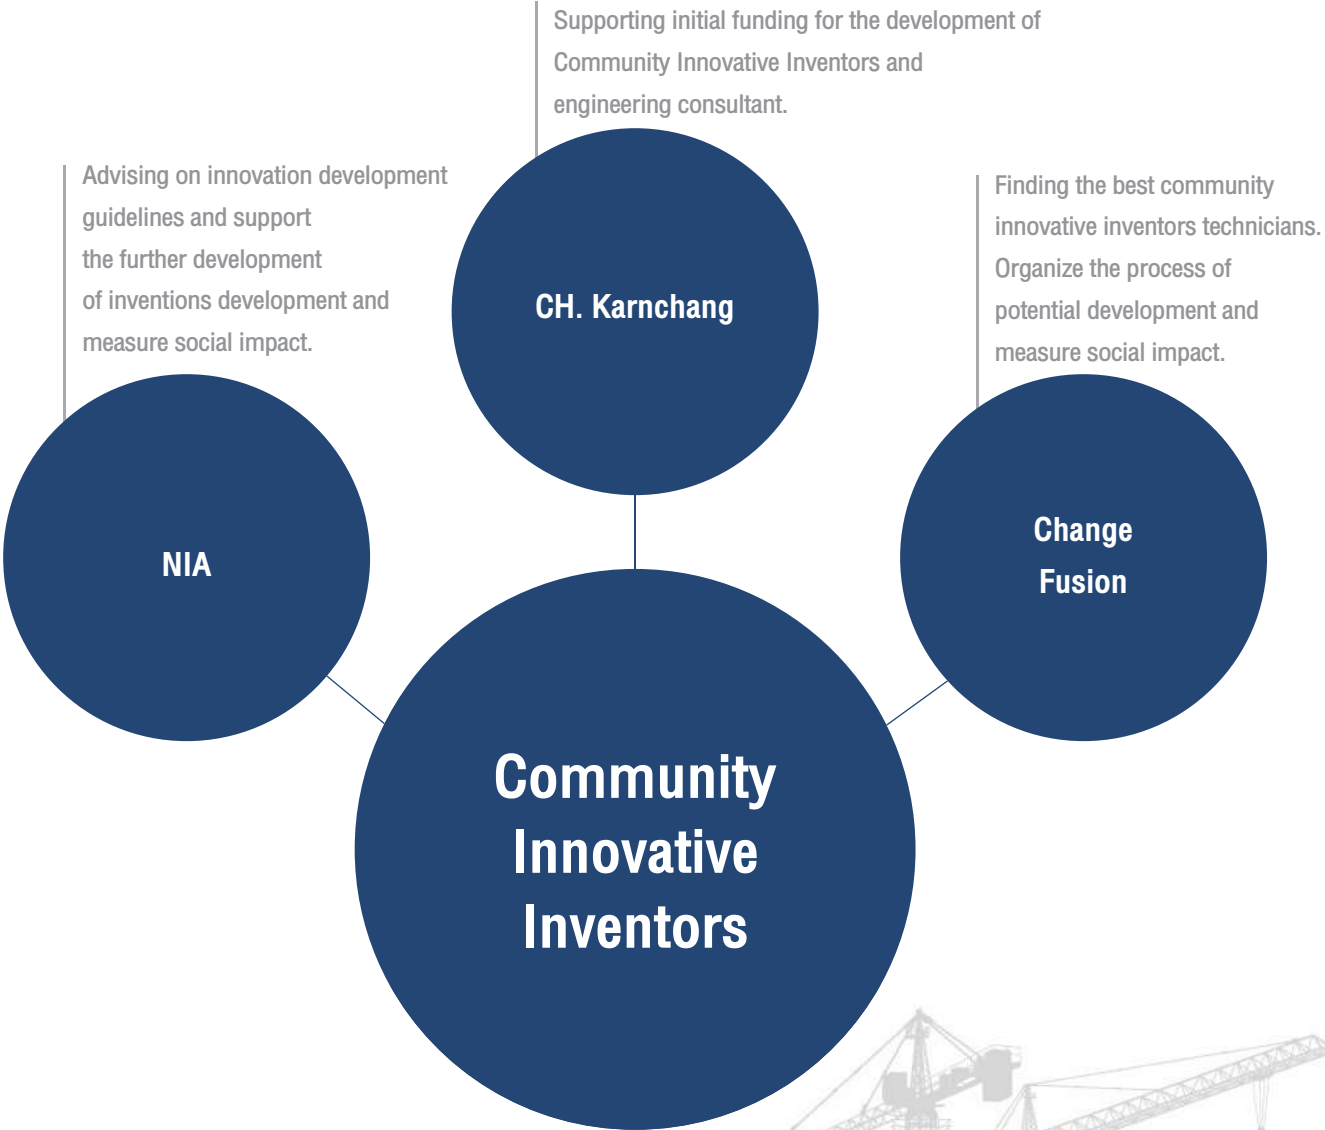 Supporting initial funding for the development of
Community Innovative Inventors and
engineering consultant.
CH. Karnchang
Advising on innovation development
guidelines and support
the further development
of inventions development and
measure social impact.
NIA
Finding the best community
innovative inventors technicians.
Organize the process of
potential development and
measure social impact.
Change
Fusion
Community
Innovative
Inventors